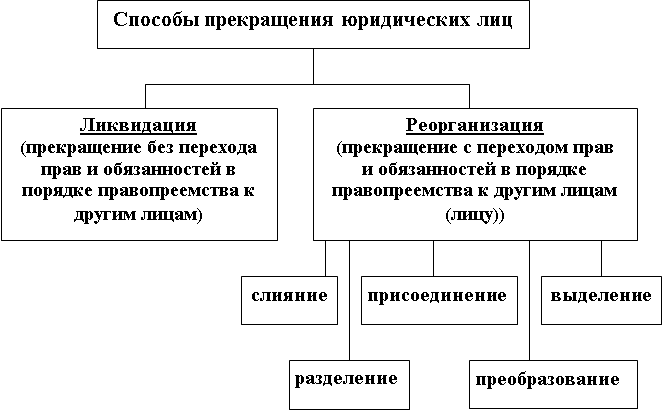 Способы прекращения юридических лиц
Ликвидация
(прекращение без перехода
прав и обязанностей в
порядке правопреемства к
другим лицам)
Реорганизация
(прекращение с переходом прав
и обязанностей в порядке
правопреемства к другим лицам
(лицу))
слияние
присоединение
выделение
разделение
преобразование